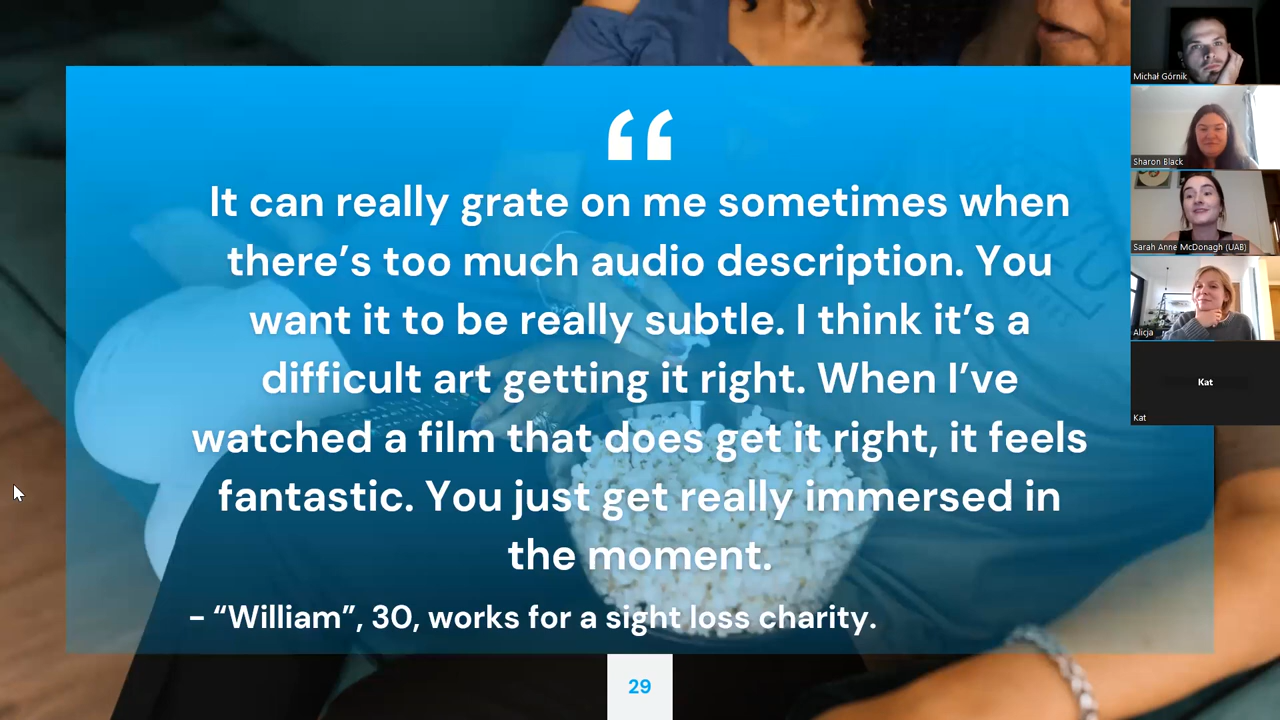 “
It can really grate on me sometimes when
there’s too much audio description. You
want it to be really subtle. I think it’s a
difficult art getting it right. When I’ve
watched a film that does get it right, it feels
fantastic. You just get really immersed in
the moment.
– “William”, 30, works for a sight loss charity.
29
Michał Górnik
Sharon Black
Sarah Anne McDonagh (UAB)
Alicja
Kat
Kat